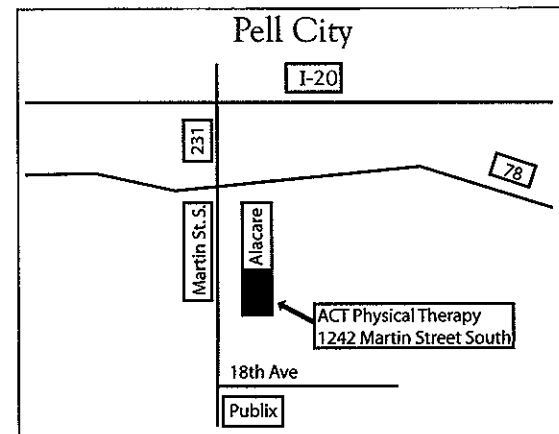 Pell City
I-20
231
78
Martin St. S.
Alacare
ACT Physical Therapy
1242 Martin Street South
18th Ave
Publix